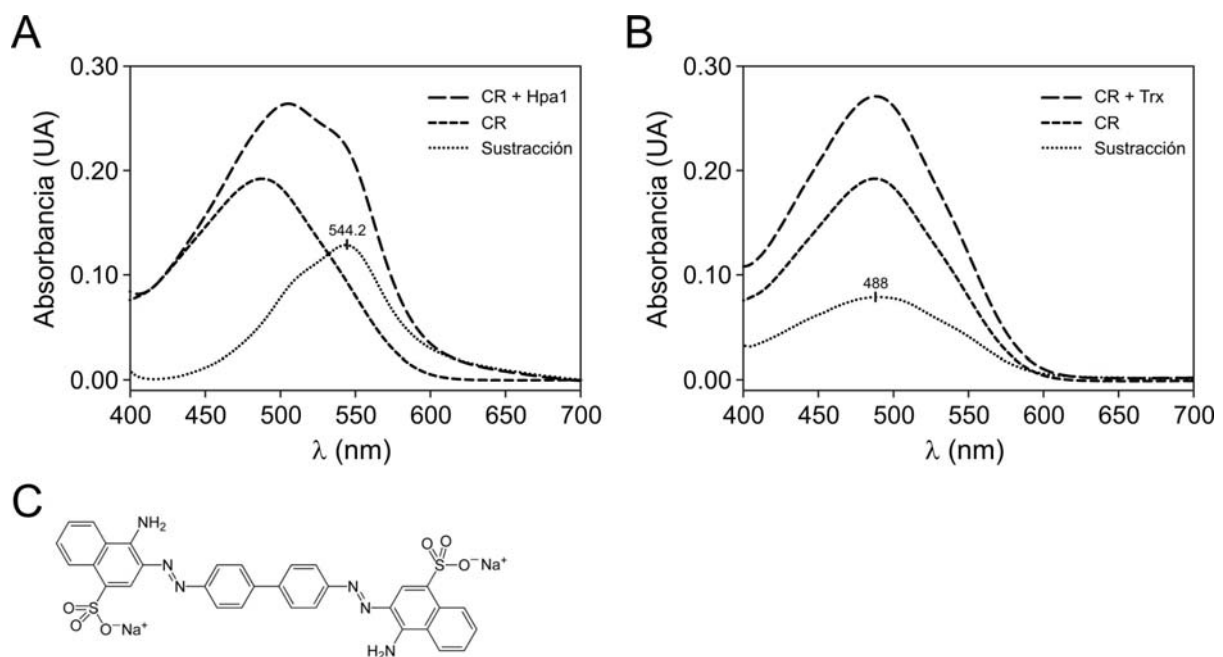 A
Absorbancia (UA)
0.30
0.20
0.10
0.00
CR + Hpa1
CR
Sustracción
544.2
400 450 500 550 600 650 700
λ (nm)
B
Absorbancia (UA)
0.30
0.20
0.10
0.00
CR + Trx
CR
Sustracción
488
400 450 500 550 600 650 700
λ (nm)
C
NH₂
N
N
O
S
O
O⁻Na⁺
N
N
O
O
S
O⁻Na⁺
H₂N